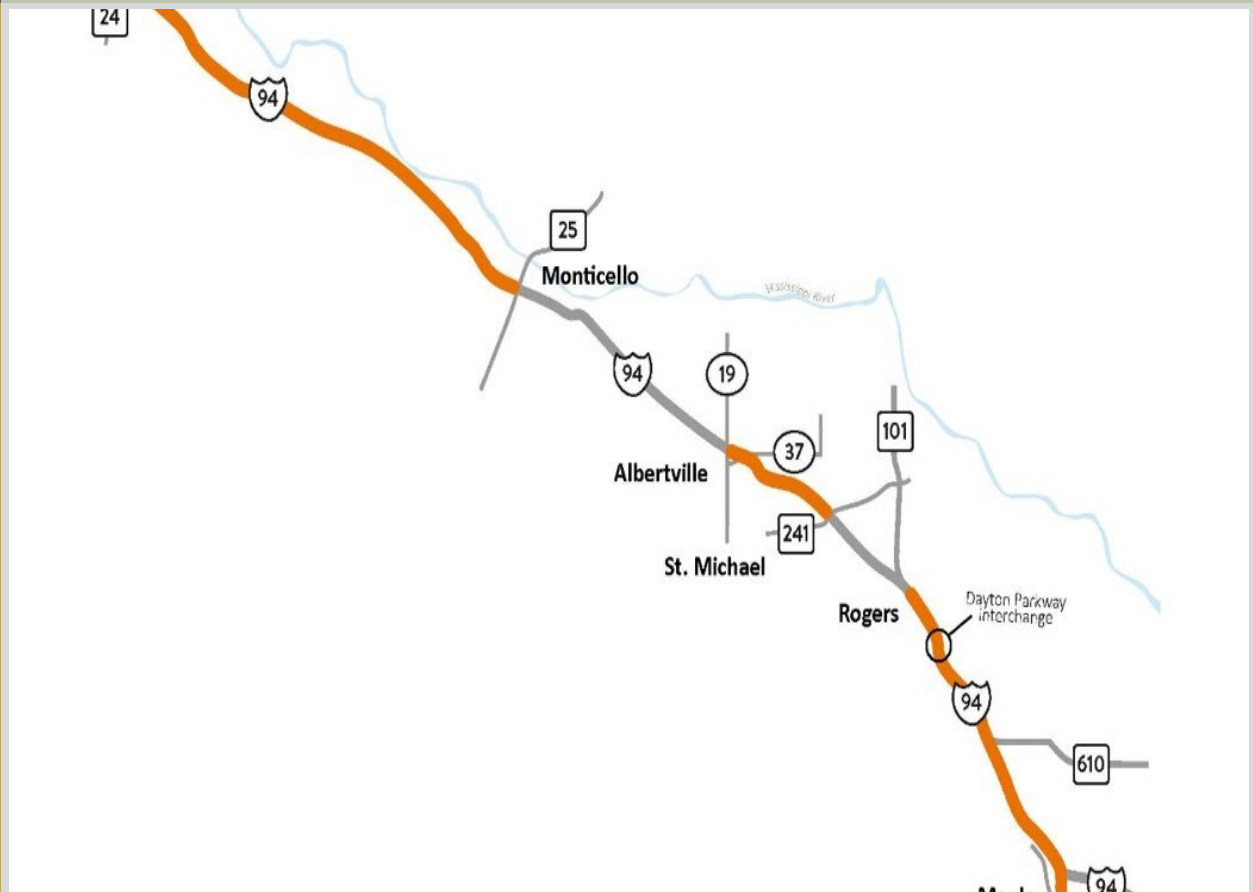 24
94
25
Monticello
Mississippi River
94
19
101
37
Albertville
241
St. Michael
Dayton Parkway
interchange
Rogers
94
610
94